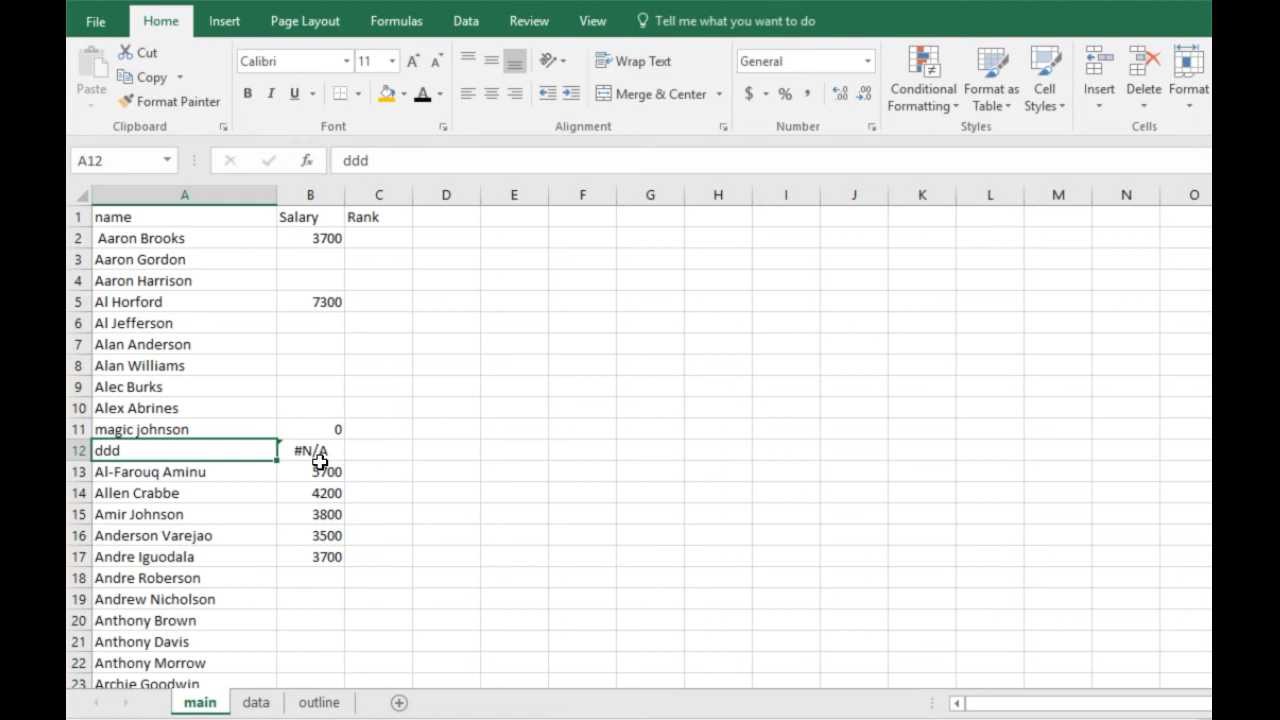 File Home Insert Page Layout Formulas Data Review View Tell me what you want to do
Paste Cut Copy Format Painter Clipboard
Calibri 11 B I U Font
Wrap Text Merge & Center Alignment
General $ % , Number
Conditional Formatting Format as Table Cell Styles Styles
Insert Delete Format Cells
A12 fx ddd
A B C D E F G H I J K L M N O
1 name Salary Rank
2 Aaron Brooks 3700
3 Aaron Gordon
4 Aaron Harrison
5 Al Horford 7300
6 Al Jefferson
7 Alan Anderson
8 Alan Williams
9 Alec Burks
10 Alex Abrines
11 magic johnson 0
12 ddd #N/A
13 Al-Farouq Aminu
14 Allen Crabbe 4200
15 Amir Johnson 3800
16 Anderson Varejao 3500
17 Andre Iguodala 3700
18 Andre Roberson
19 Andrew Nicholson
20 Anthony Brown
21 Anthony Davis
22 Anthony Morrow
23 Archie Goodwin
main data outline